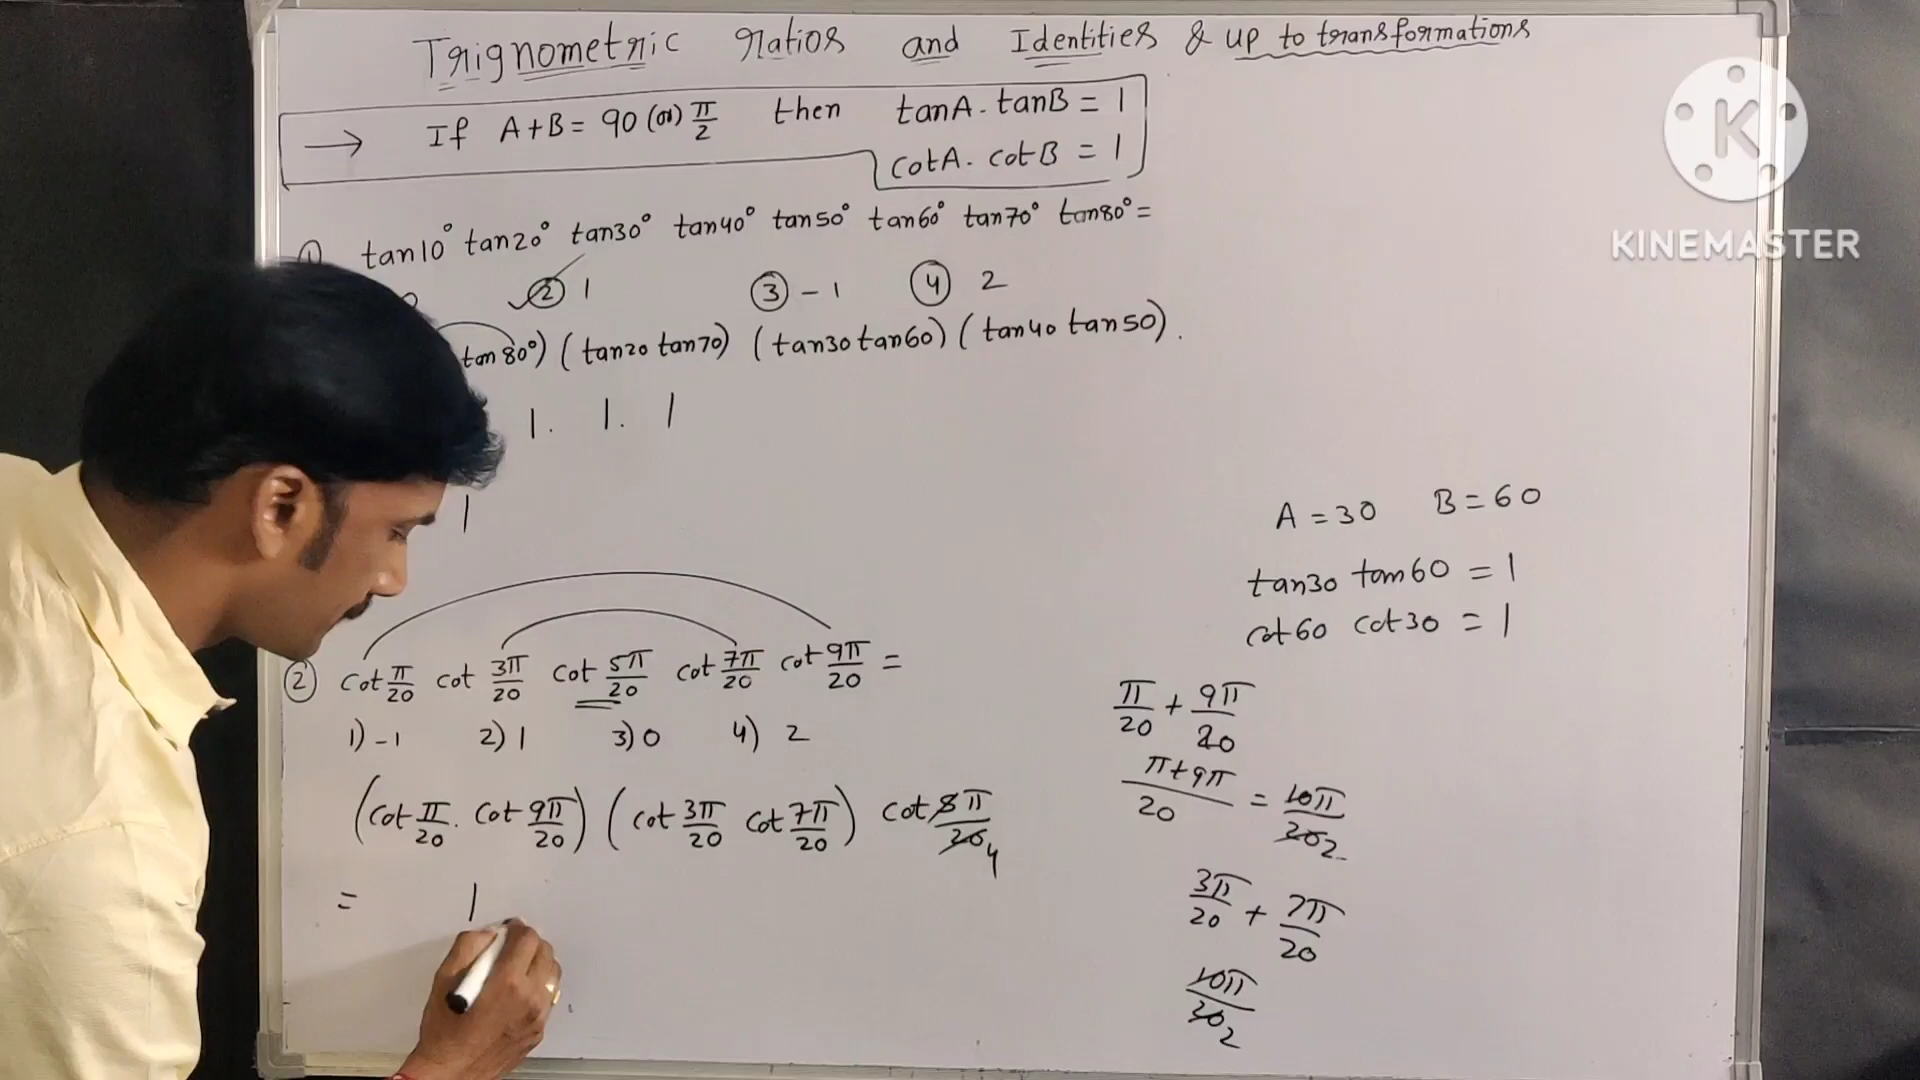 Trignometric ratios and Identities & up to transformations
→ If A+B = 90 (or) π/2 then tanA. tanB = 1
cotA. cotB = 1
K
KINEMASTER
① tan10° tan20° tan30° tan40° tan50° tan60° tan70° tan80° =
② 1 ③ -1 ④ 2
tan80°) (tan20 tan70) (tan30 tan60) (tan40 tan50).
1. 1. 1
1
A = 30 B = 60
tan30 tan60 = 1
cot60 cot30 = 1
② cot π/20 cot 3π/20 cot 5π/20 cot 7π/20 cot 9π/20 =
1) -1 2) 1 3) 0 4) 2
(cot π/20. cot 9π/20) (cot 3π/20 cot 7π/20) cot 5π/20 4
= 1
π/20 + 9π/20
π+9π/20 = 10π/20 2
3π/20 + 7π/20
10π/20 2